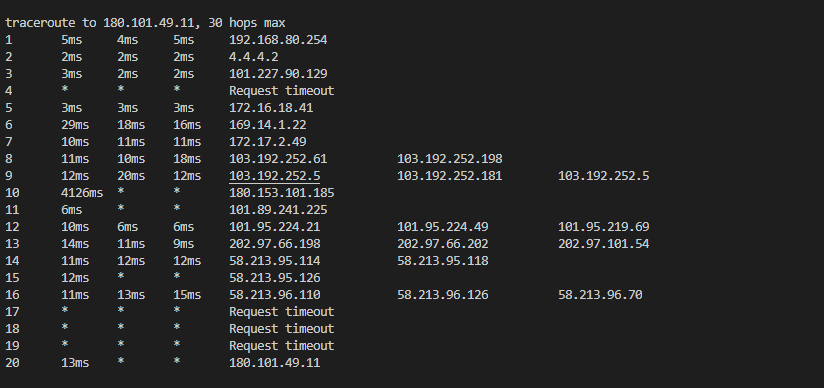 traceroute to 180.101.49.11, 30 hops max
1 5ms 4ms 5ms 192.168.80.254
2 2ms 2ms 2ms 4.4.4.2
3 3ms 2ms 2ms 101.227.90.129
4 * * * Request timeout
5 3ms 3ms 3ms 172.16.18.41
6 29ms 18ms 16ms 169.14.1.22
7 10ms 11ms 11ms 172.17.2.49
8 11ms 10ms 18ms 103.192.252.61 103.192.252.198
9 12ms 20ms 12ms 103.192.252.5 103.192.252.181 103.192.252.5
10 4126ms * * 180.153.101.185
11 6ms * * 101.89.241.225
12 10ms 6ms 6ms 101.95.224.21 101.95.224.49 101.95.219.69
13 14ms 11ms 9ms 202.97.66.198 202.97.66.202 202.97.101.54
14 11ms 12ms 12ms 58.213.95.114 58.213.95.118
15 12ms * * 58.213.95.126
16 11ms 13ms 15ms 58.213.96.110 58.213.96.126 58.213.96.70
17 * * * Request timeout
18 * * * Request timeout
19 * * * Request timeout
20 13ms * * 180.101.49.11